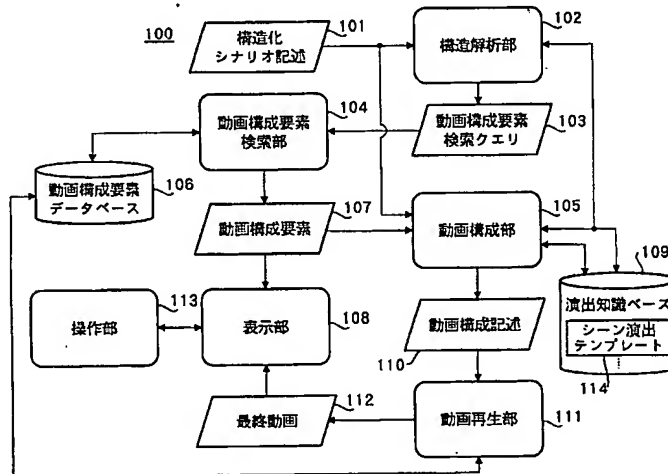 100
101
構造化
シナリオ記述
102
構造解析部
104
動画構成要素
検索部
動画構成要素
検索クエリ
103
動画構成要素
データベース
106
107
動画構成要素
105
動画構成部
109
演出知識ベース
シーン演出
テンプレート
114
113
操作部
表示部
108
動画構成記述
110
112
最終動画
動画再生部
111